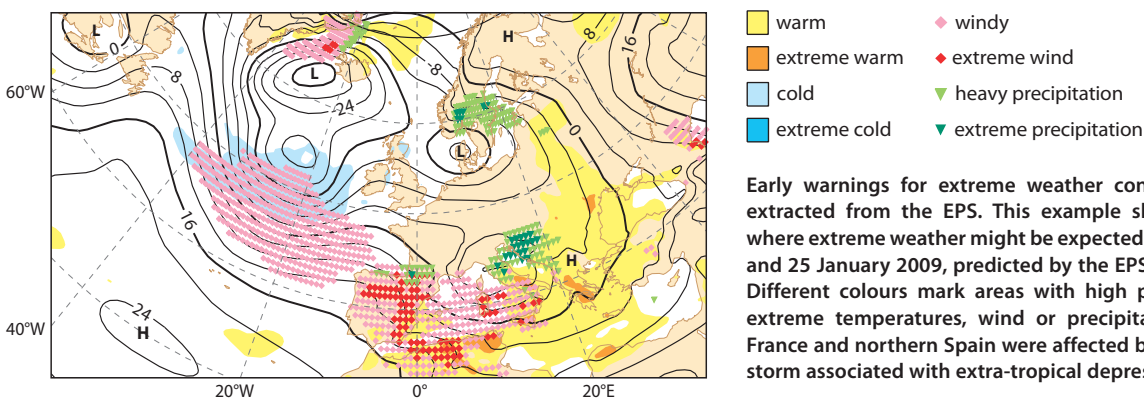 L
0
8
L
24
8
H
8
16
0
L
0
16
24
H
H
60°W
40°W
20°W
0°
20°E
warm
extreme warm
cold
extreme cold
windy
extreme wind
heavy precipitation
extreme precipitation
Early warnings for extreme weather con
extracted from the EPS. This example
where extreme weather might be expected
and 25 January 2009, predicted by the EPS
Different colours mark areas with high p
extreme temperatures, wind or precipita
France and northern Spain were affected b
storm associated with extra-tropical depres